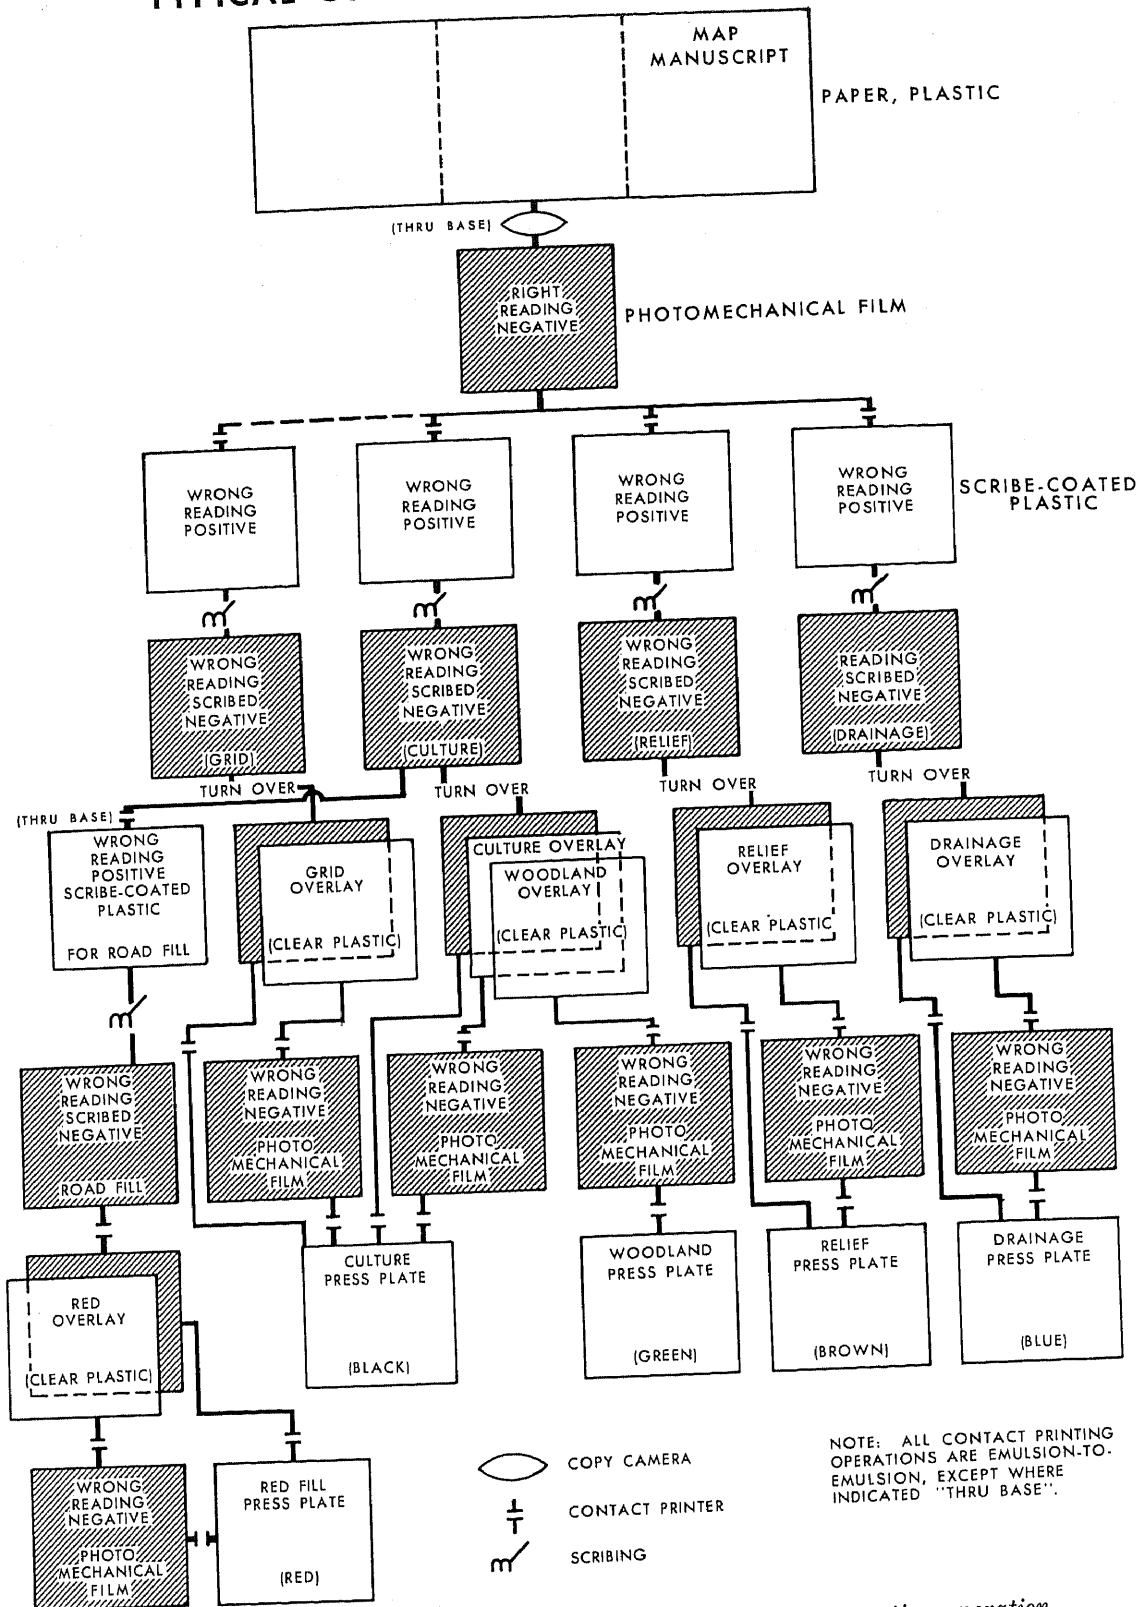 MAP
MANUSCRIPT
PAPER, PLASTIC
(THRU BASE)
RIGHT
READING
NEGATIVE
PHOTOMECHANICAL FILM
WRONG
READING
POSITIVE
WRONG
READING
POSITIVE
WRONG
READING
POSITIVE
WRONG
READING
POSITIVE
SCRIBE-COATED
PLASTIC
WRONG
READING
SCRIBED
NEGATIVE
(GRID)
WRONG
READING
SCRIBED
NEGATIVE
(CULTURE)
WRONG
READING
SCRIBED
NEGATIVE
(RELIEF)
READING
SCRIBED
NEGATIVE
(DRAINAGE)
TURN OVER
TURN OVER
TURN OVER
TURN OVER
(THRU BASE)
WRONG
READING
POSITIVE
SCRIBE-COATED
PLASTIC
FOR ROAD FILL
GRID
OVERLAY
(CLEAR PLASTIC)
CULTURE OVERLAY
WOODLAND
OVERLAY
(CLEAR PLASTIC)
RELIEF
OVERLAY
(CLEAR PLASTIC)
DRAINAGE
OVERLAY
(CLEAR PLASTIC)
WRONG
READING
SCRIBED
NEGATIVE
ROAD FILL
WRONG
READING
NEGATIVE
PHOTO
MECHANICAL
FILM
WRONG
READING
NEGATIVE
PHOTO
MECHANICAL
FILM
WRONG
READING
NEGATIVE
PHOTO
MECHANICAL
FILM
WRONG
READING
NEGATIVE
PHOTO
MECHANICAL
FILM
WRONG
READING
NEGATIVE
PHOTO
MECHANICAL
FILM
RED
OVERLAY
(CLEAR PLASTIC)
CULTURE
PRESS PLATE
(BLACK)
WOODLAND
PRESS PLATE
(GREEN)
RELIEF
PRESS PLATE
(BROWN)
DRAINAGE
PRESS PLATE
(BLUE)
WRONG
READING
NEGATIVE
PHOTO
MECHANICAL
FILM
RED FILL
PRESS PLATE
(RED)
COPY CAMERA
CONTACT PRINTER
SCRIBING
NOTE: ALL CONTACT PRINTING
OPERATIONS ARE EMULSION-TO-
EMULSION, EXCEPT WHERE
INDICATED "THRU BASE".